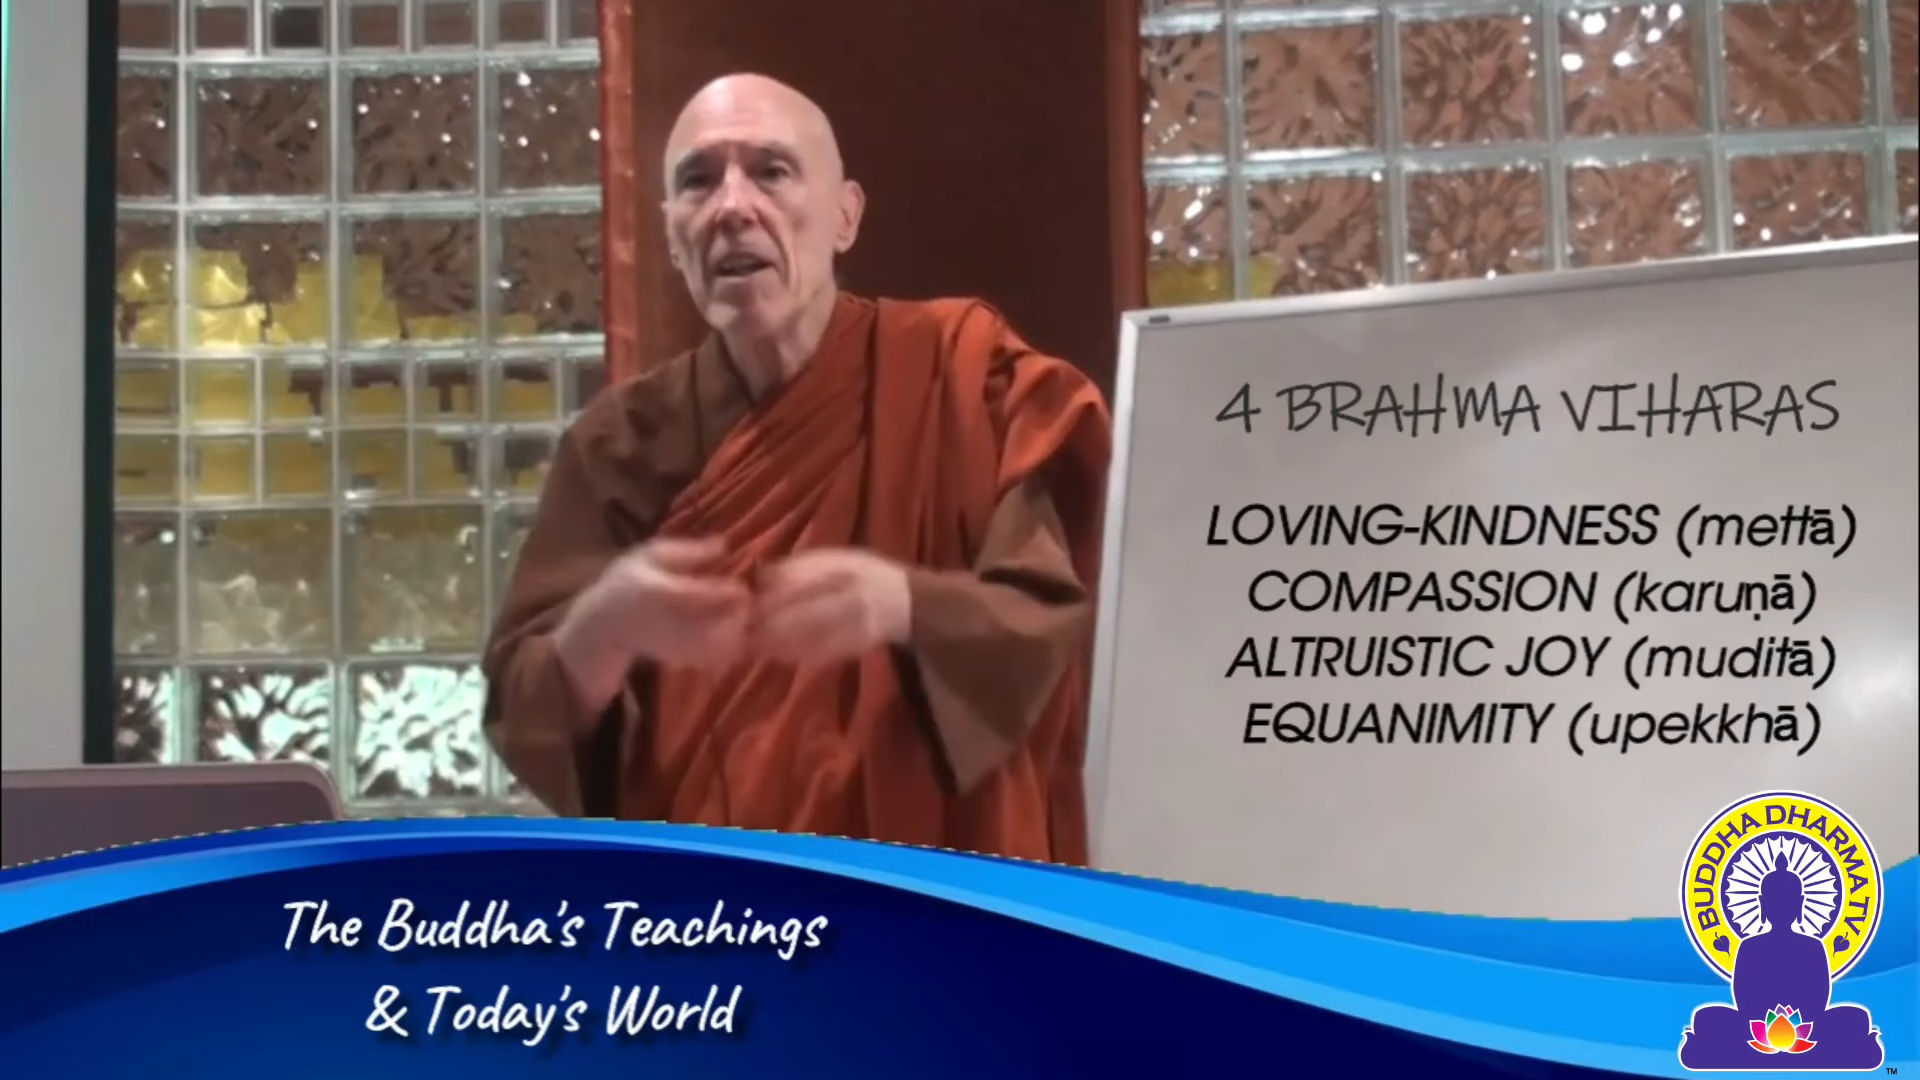 4 BRAHMA VIHARAS
LOVING-KINDNESS (mettā)
COMPASSION (karuṇā)
ALTRUISTIC JOY (muditā)
EQUANIMITY (upekkhā)
The Buddha's Teachings
& Today's World
BUDDHA DHARMA TV
TM